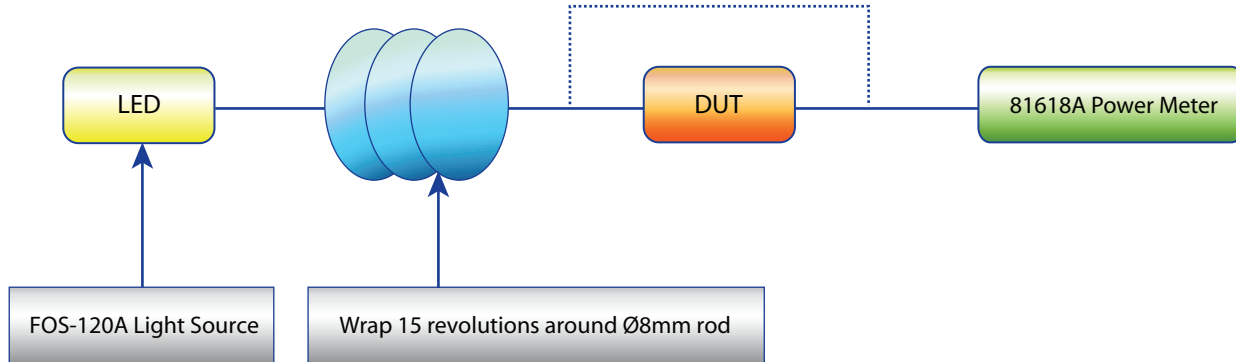 LED
DUT
81618A Power Meter
FOS-120A Light Source
Wrap 15 revolutions around Ø8mm rod